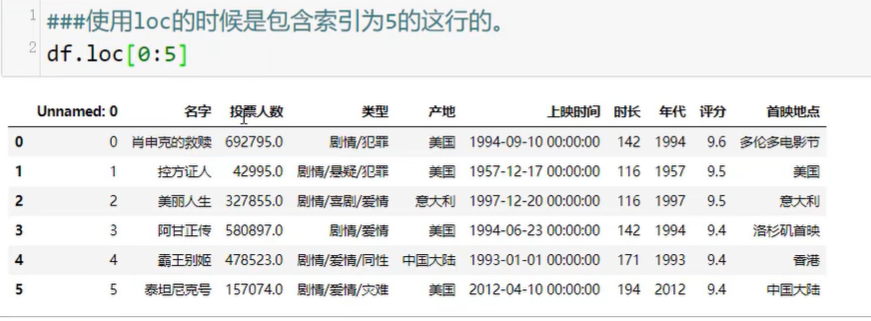 1 ###使用loc的时候是包含索引为5的这行的。
2 df.loc[0:5]
Unnamed: 0 名字 投票人数 类型 产地 上映时间 时长 年代 评分 首映地点
0 0 肖申克的救赎 692795.0 剧情/犯罪 美国 1994-09-10 00:00:00 142 1994 9.6 多伦多电影节
1 1 控方证人 42995.0 剧情/悬疑/犯罪 美国 1957-12-17 00:00:00 116 1957 9.5 美国
2 2 美丽人生 327855.0 剧情/喜剧/爱情 意大利 1997-12-20 00:00:00 116 1997 9.5 意大利
3 3 阿甘正传 580897.0 剧情/爱情 美国 1994-06-23 00:00:00 142 1994 9.4 洛杉矶首映
4 4 霸王别姬 478523.0 剧情/爱情/同性 中国大陆 1993-01-01 00:00:00 171 1993 9.4 香港
5 5 泰坦尼克号 157074.0 剧情/爱情/灾难 美国 2012-04-10 00:00:00 194 2012 9.4 中国大陆